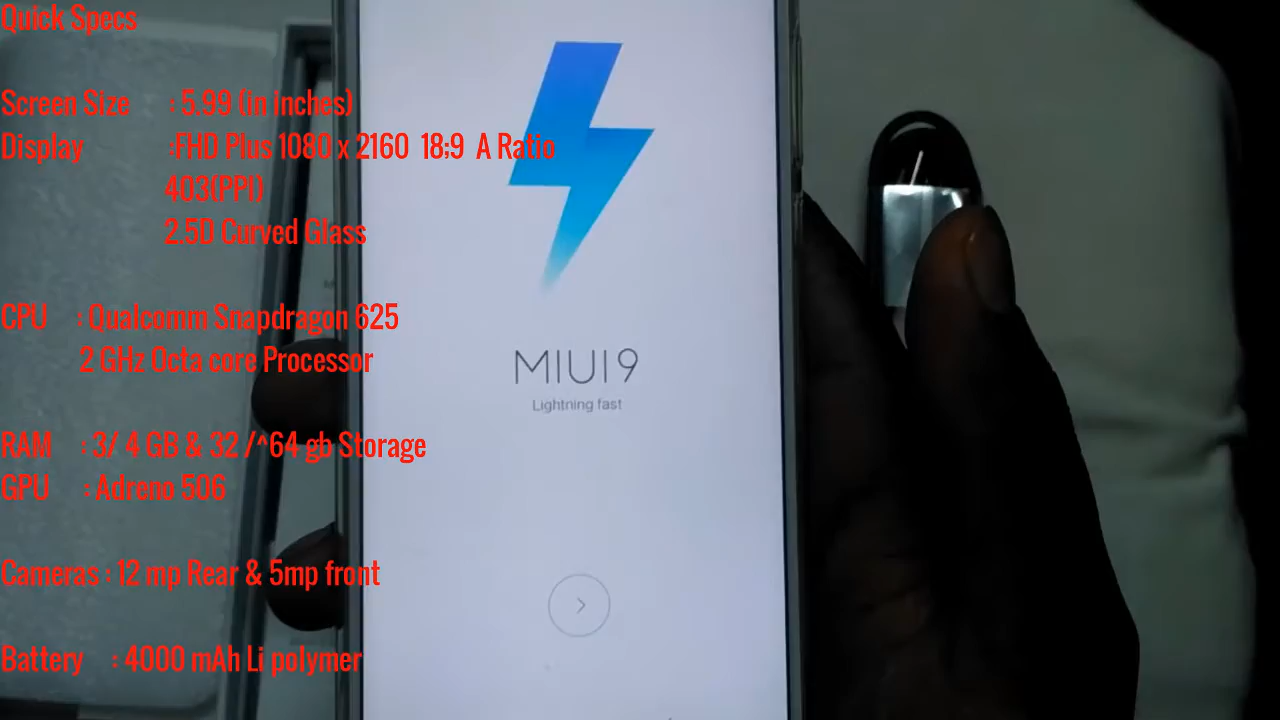 Quick Specs
Screen Size : 5.99 (in inches)
Display :FHD Plus 1080 x 2160 18:9 A Ratio
403(PPI)
2.5D Curved Glass
CPU : Qualcomm Snapdragon 625
2 GHz Octa core Processor
RAM : 3/ 4 GB & 32 /^64 gb Storage
GPU : Adreno 506
Cameras : 12 mp Rear & 5mp front
Battery : 4000 mAh Li polymer
MIUI 9
Lightning fast